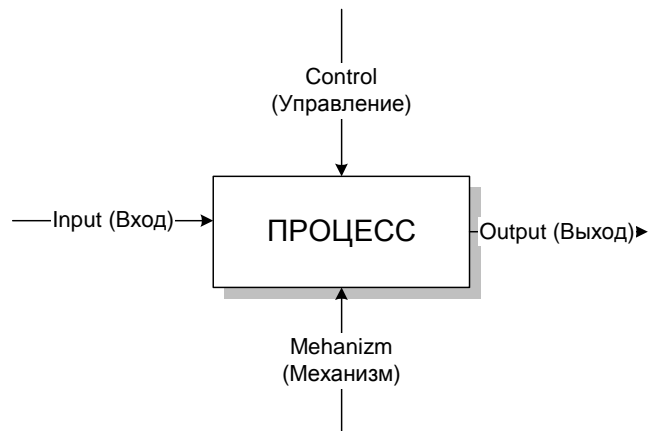 Control
(Управление)
Input (Вход)
ПРОЦЕСС
Output (Выход)
Mehanizm
(Механизм)